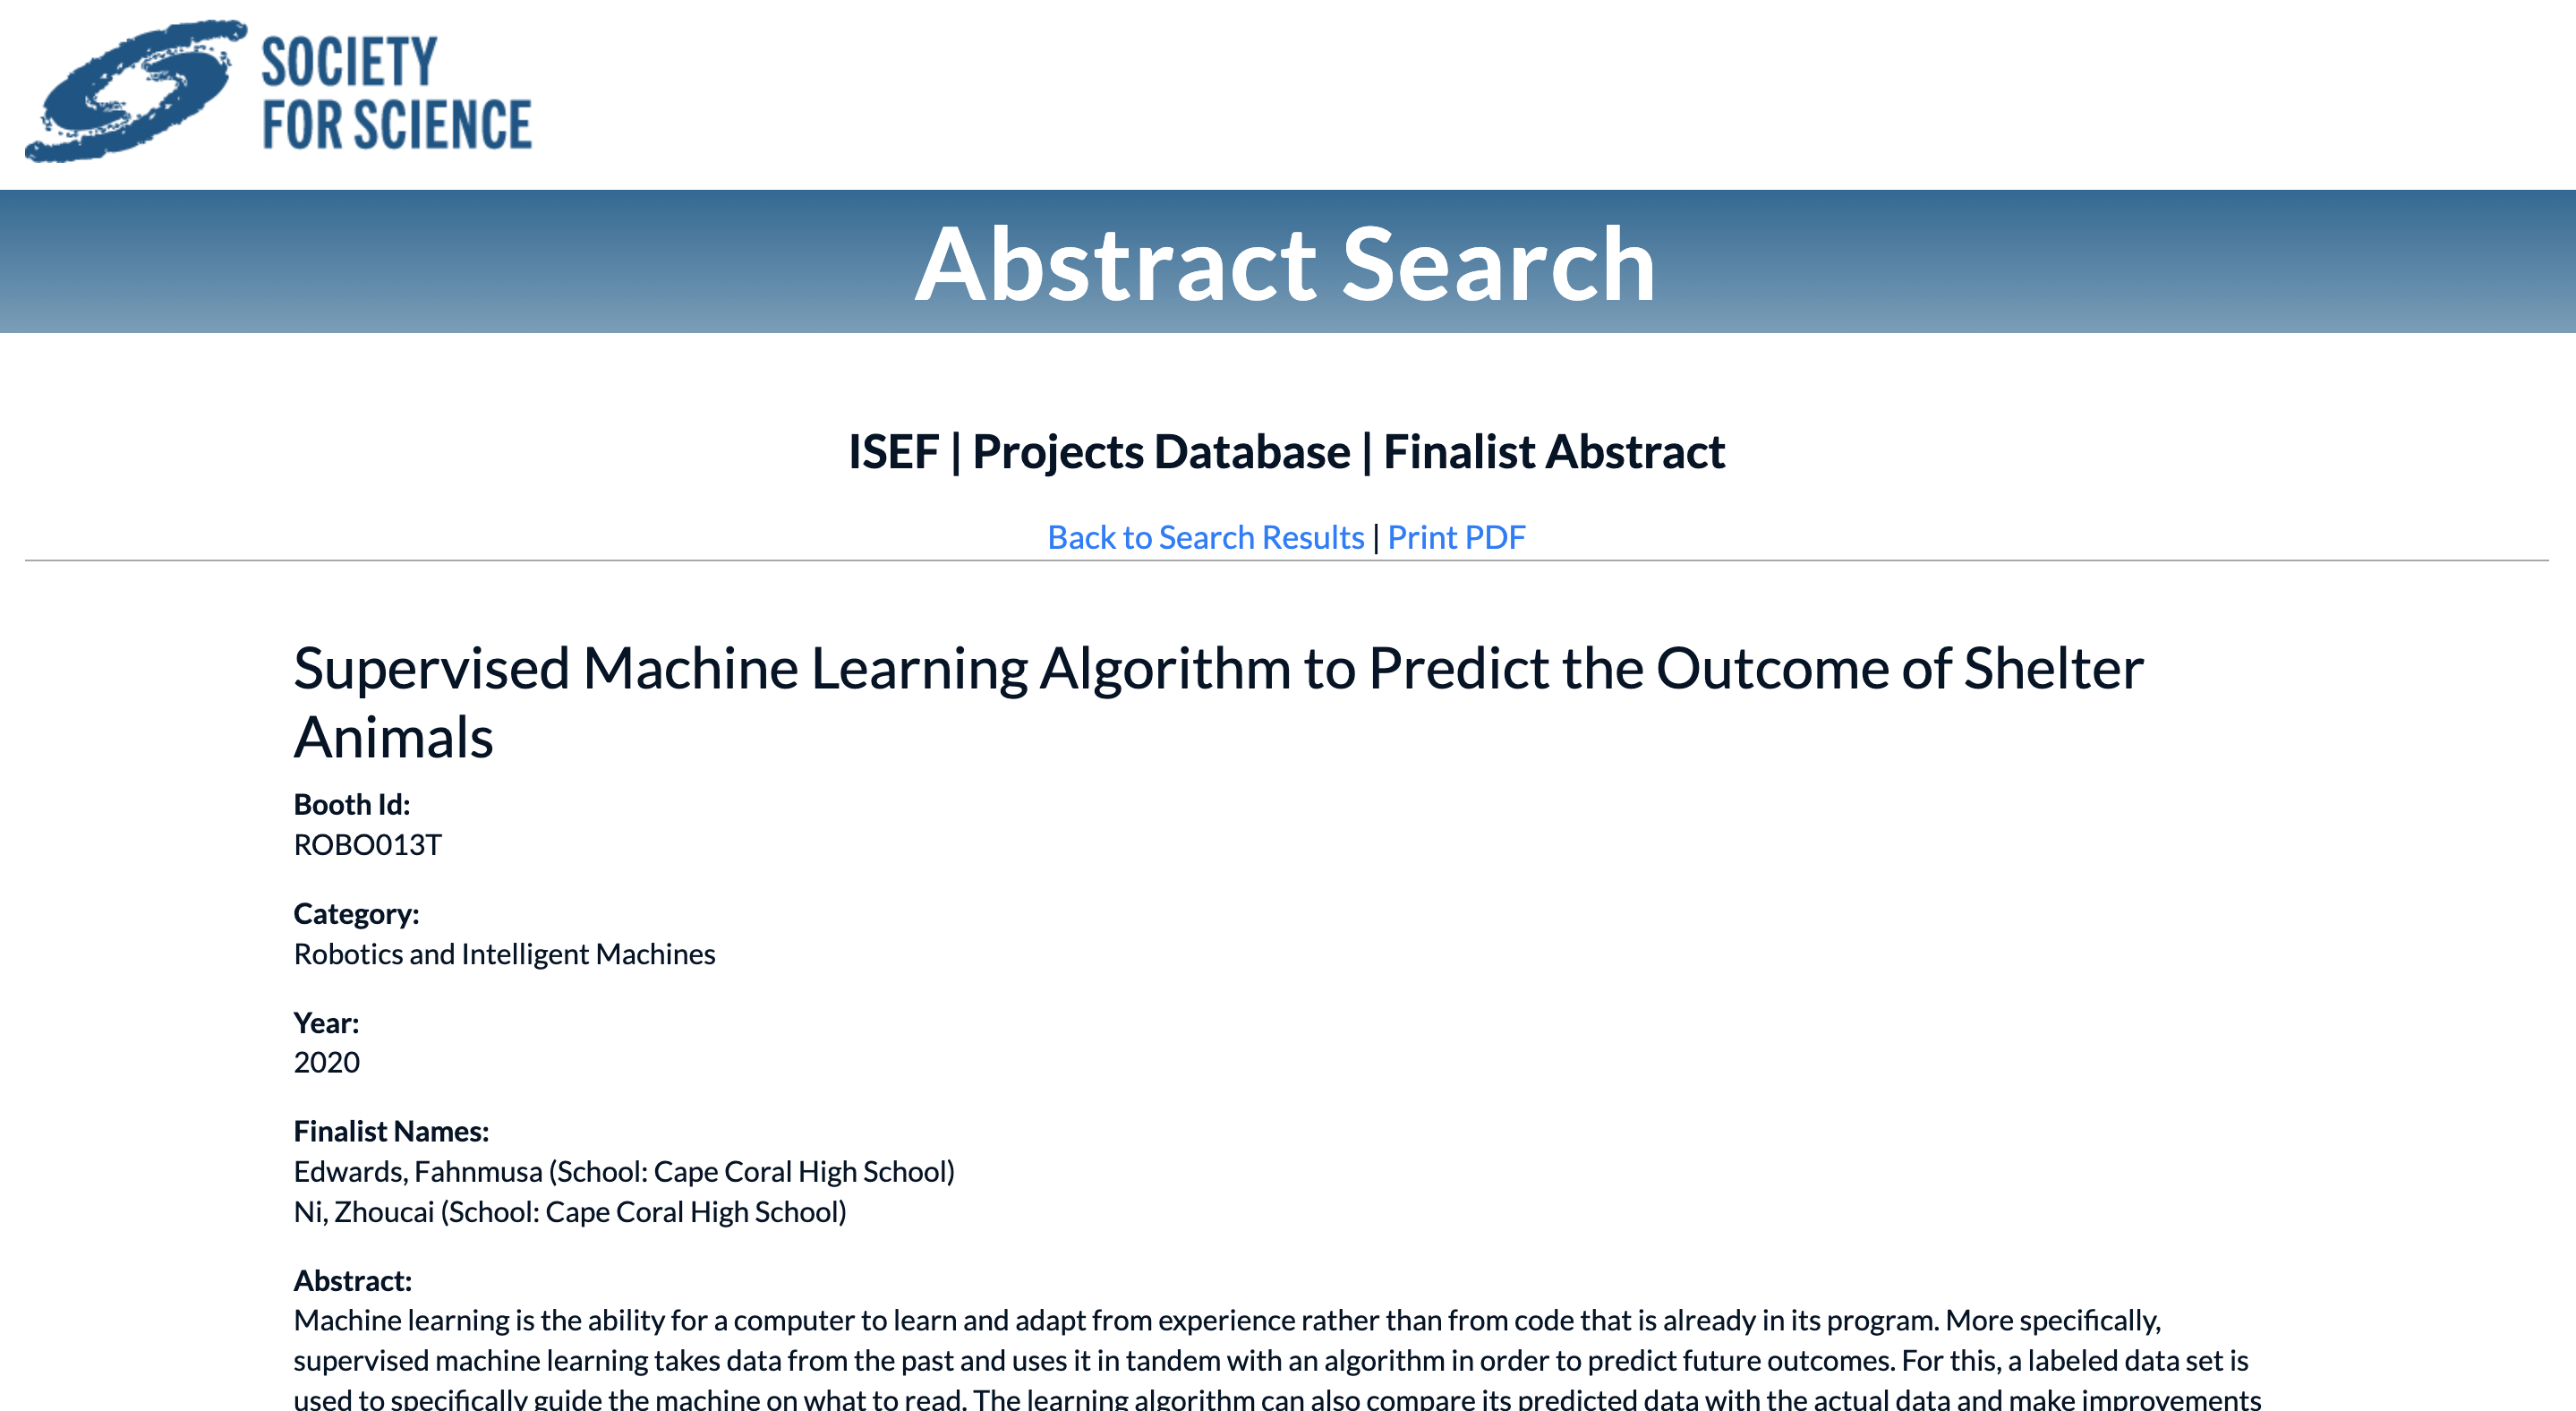 SOCIETY
FOR SCIENCE
Abstract Search
ISEF | Projects Database | Finalist Abstract
Back to Search Results | Print PDF
Supervised Machine Learning Algorithm to Predict the Outcome of Shelter
Animals
Booth Id:
ROBO013T
Category:
Robotics and Intelligent Machines
Year:
2020
Finalist Names:
Edwards, Fahnmusa (School: Cape Coral High School)
Ni, Zhoucai (School: Cape Coral High School)
Abstract:
Machine learning is the ability for a computer to learn and adapt from experience rather than from code that is already in its program. More specifically,
supervised machine learning takes data from the past and uses it in tandem with an algorithm in order to predict future outcomes. For this, a labeled data set is
used to specifically guide the machine on what to read. The learning algorithm can also compare its predicted data with the actual data and make improvements